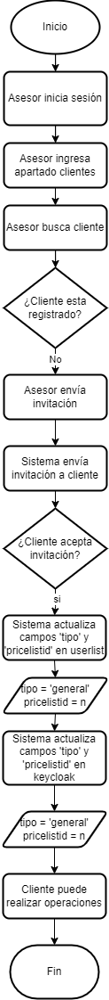 Inicio
Asesor inicia sesión
Asesor ingresa
apartado clientes
Asesor busca cliente
¿Cliente esta
registrado?
No
Asesor envía
invitación
Sistema envía
invitación a cliente
¿Cliente acepta
invitación?
si
Sistema actualiza
campos 'tipo' y
'pricelistid' en userlist
tipo = 'general'
pricelistid = n
Sistema actualiza
campos 'tipo' y
'pricelistid' en
keycloak
tipo = 'general'
pricelistid = n
Cliente puede
realizar operaciones
Fin